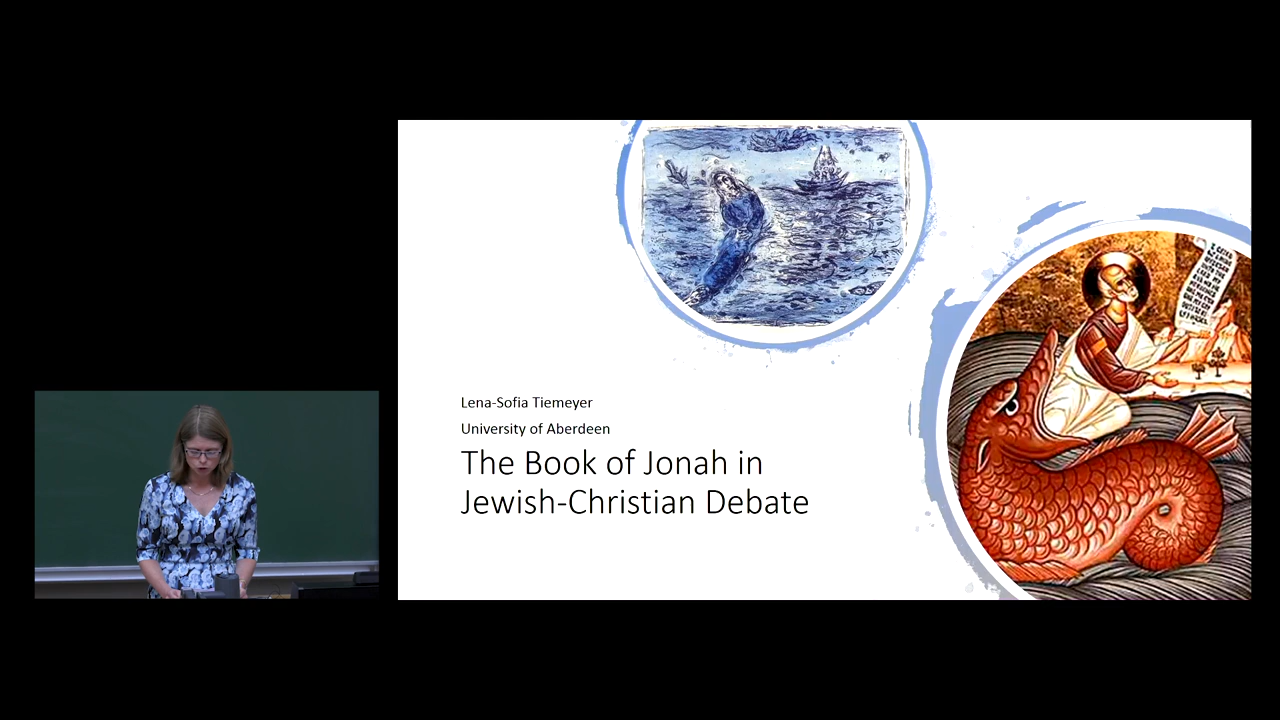 Lena-Sofia Tiemeyer
University of Aberdeen
The Book of Jonah in
Jewish-Christian Debate